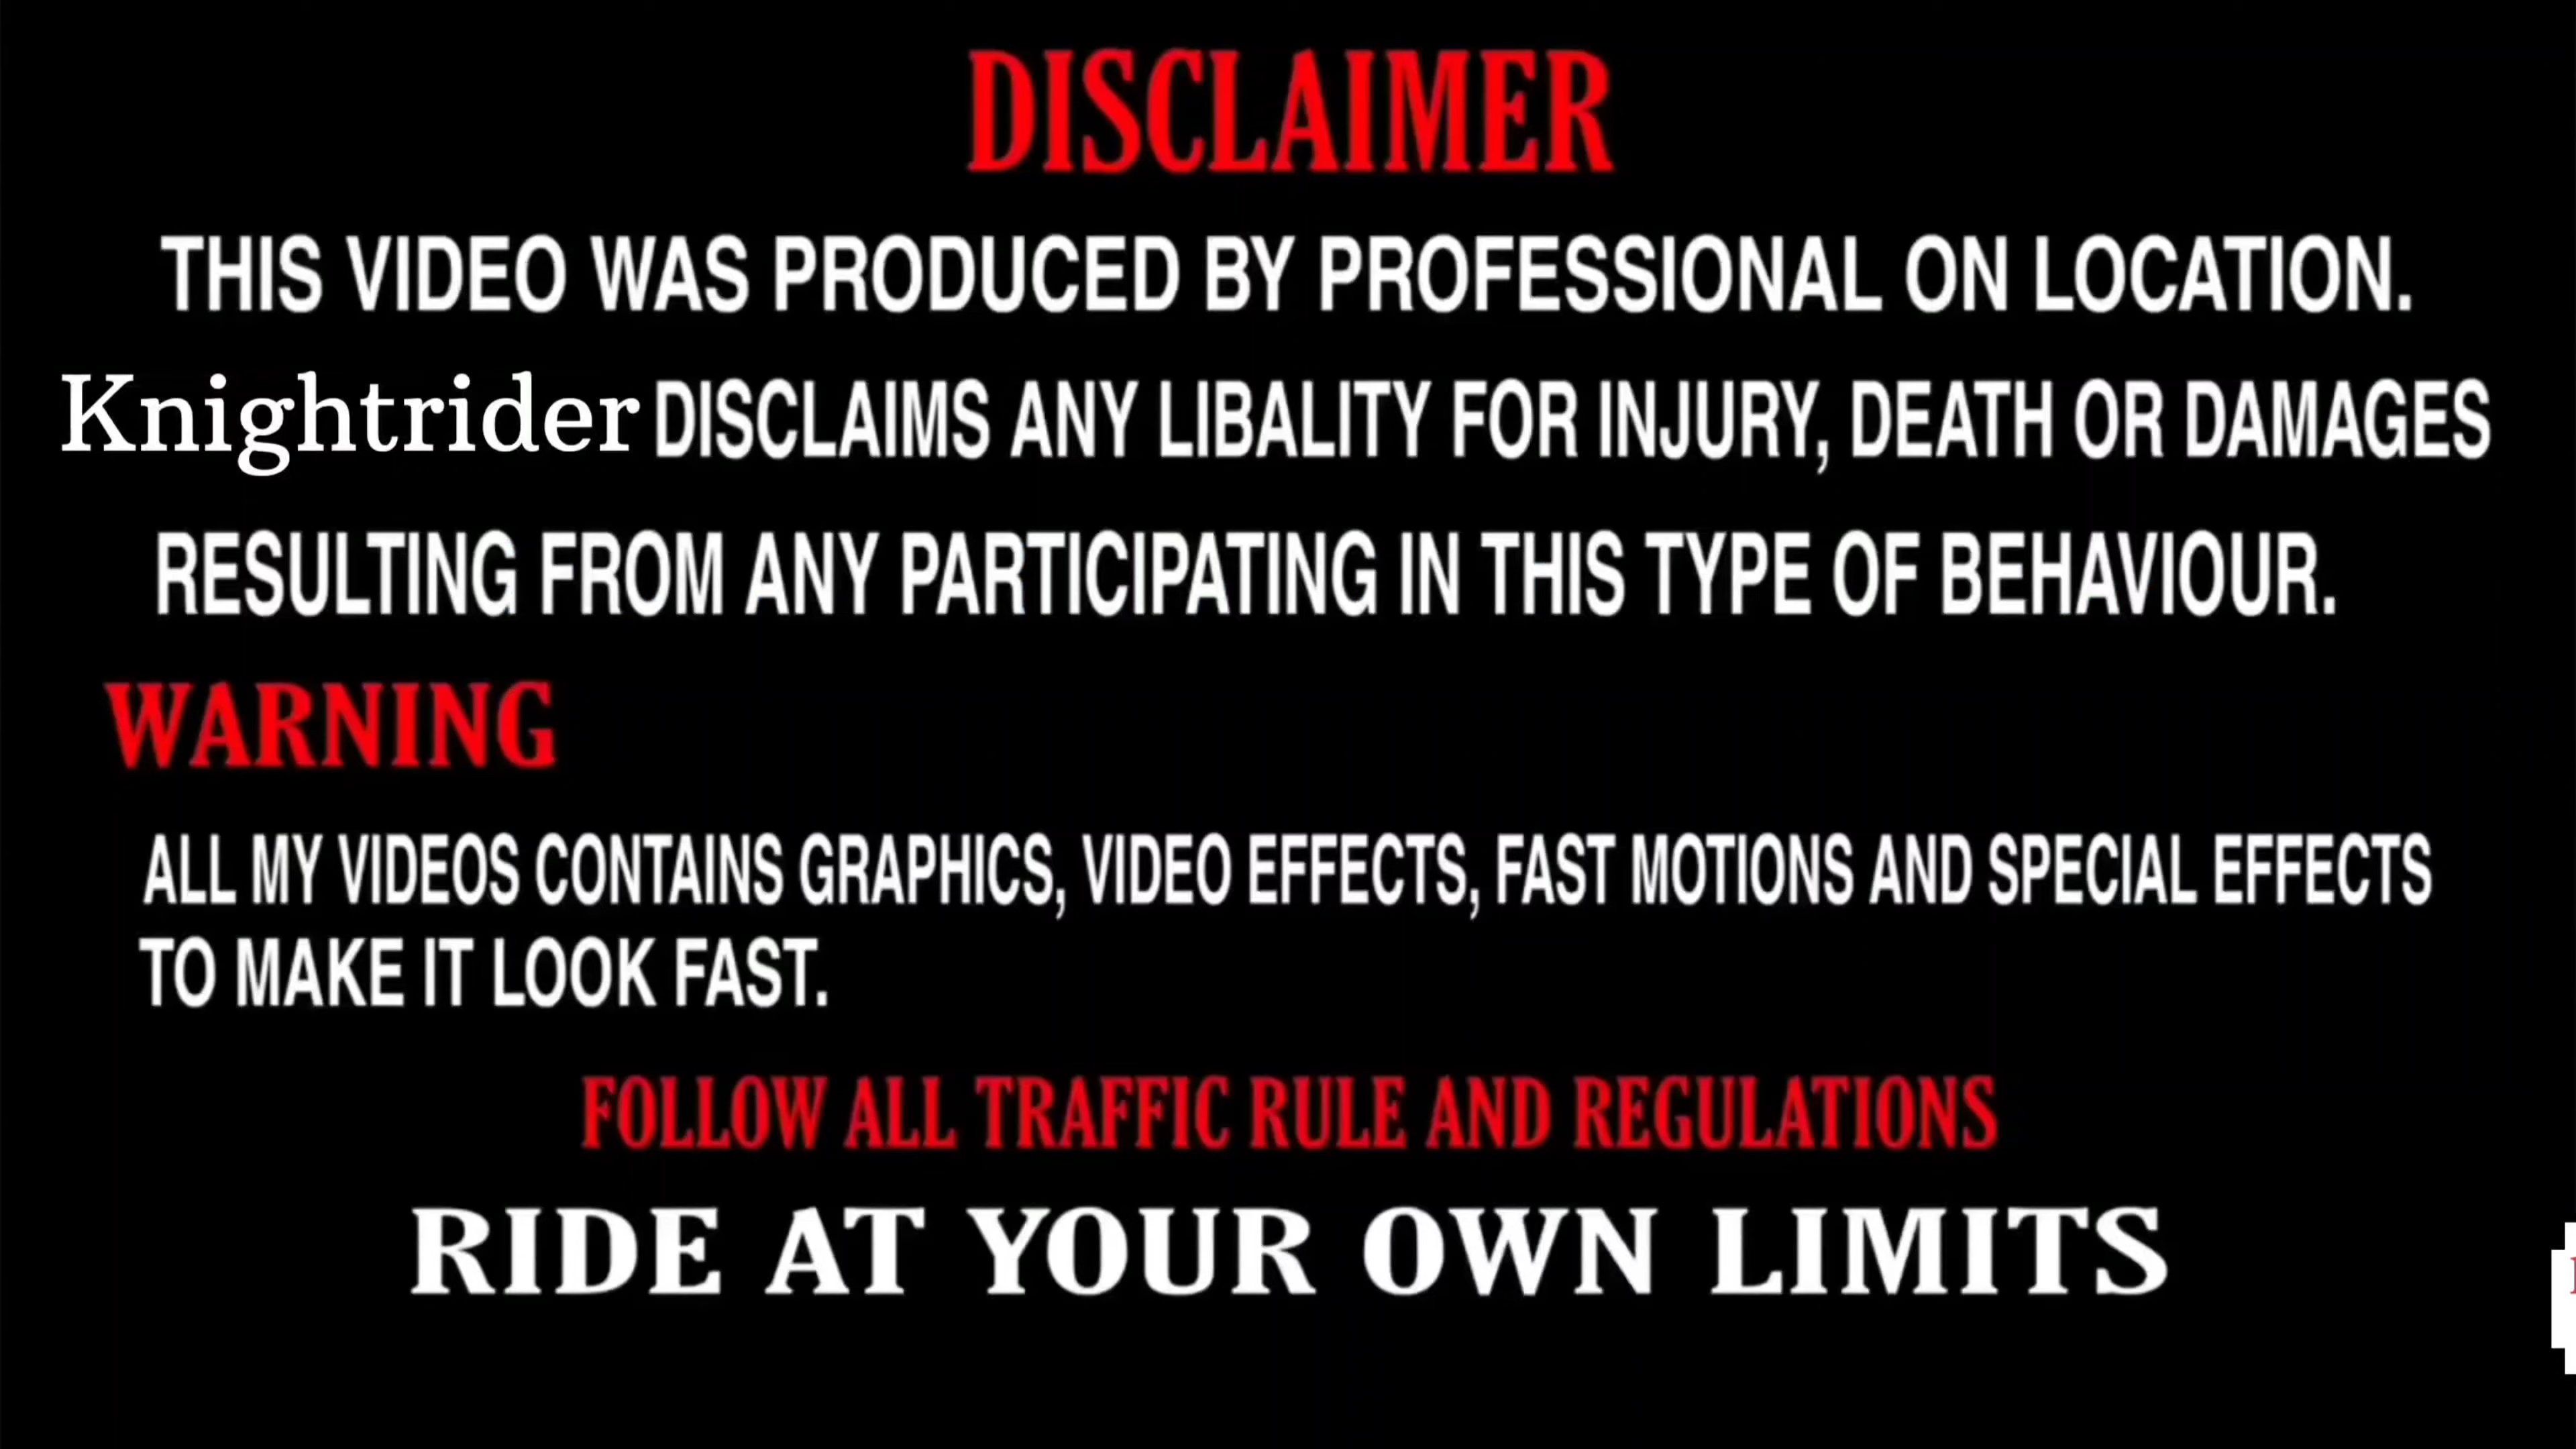 DISCLAIMER
THIS VIDEO WAS PRODUCED BY PROFESSIONAL ON LOCATION.
Knightrider DISCLAIMS ANY LIBALITY FOR INJURY, DEATH OR DAMAGES
RESULTING FROM ANY PARTICIPATING IN THIS TYPE OF BEHAVIOUR.
WARNING
ALL MY VIDEOS CONTAINS GRAPHICS, VIDEO EFFECTS, FAST MOTIONS AND SPECIAL EFFECTS
TO MAKE IT LOOK FAST.
FOLLOW ALL TRAFFIC RULE AND REGULATIONS
RIDE AT YOUR OWN LIMITS